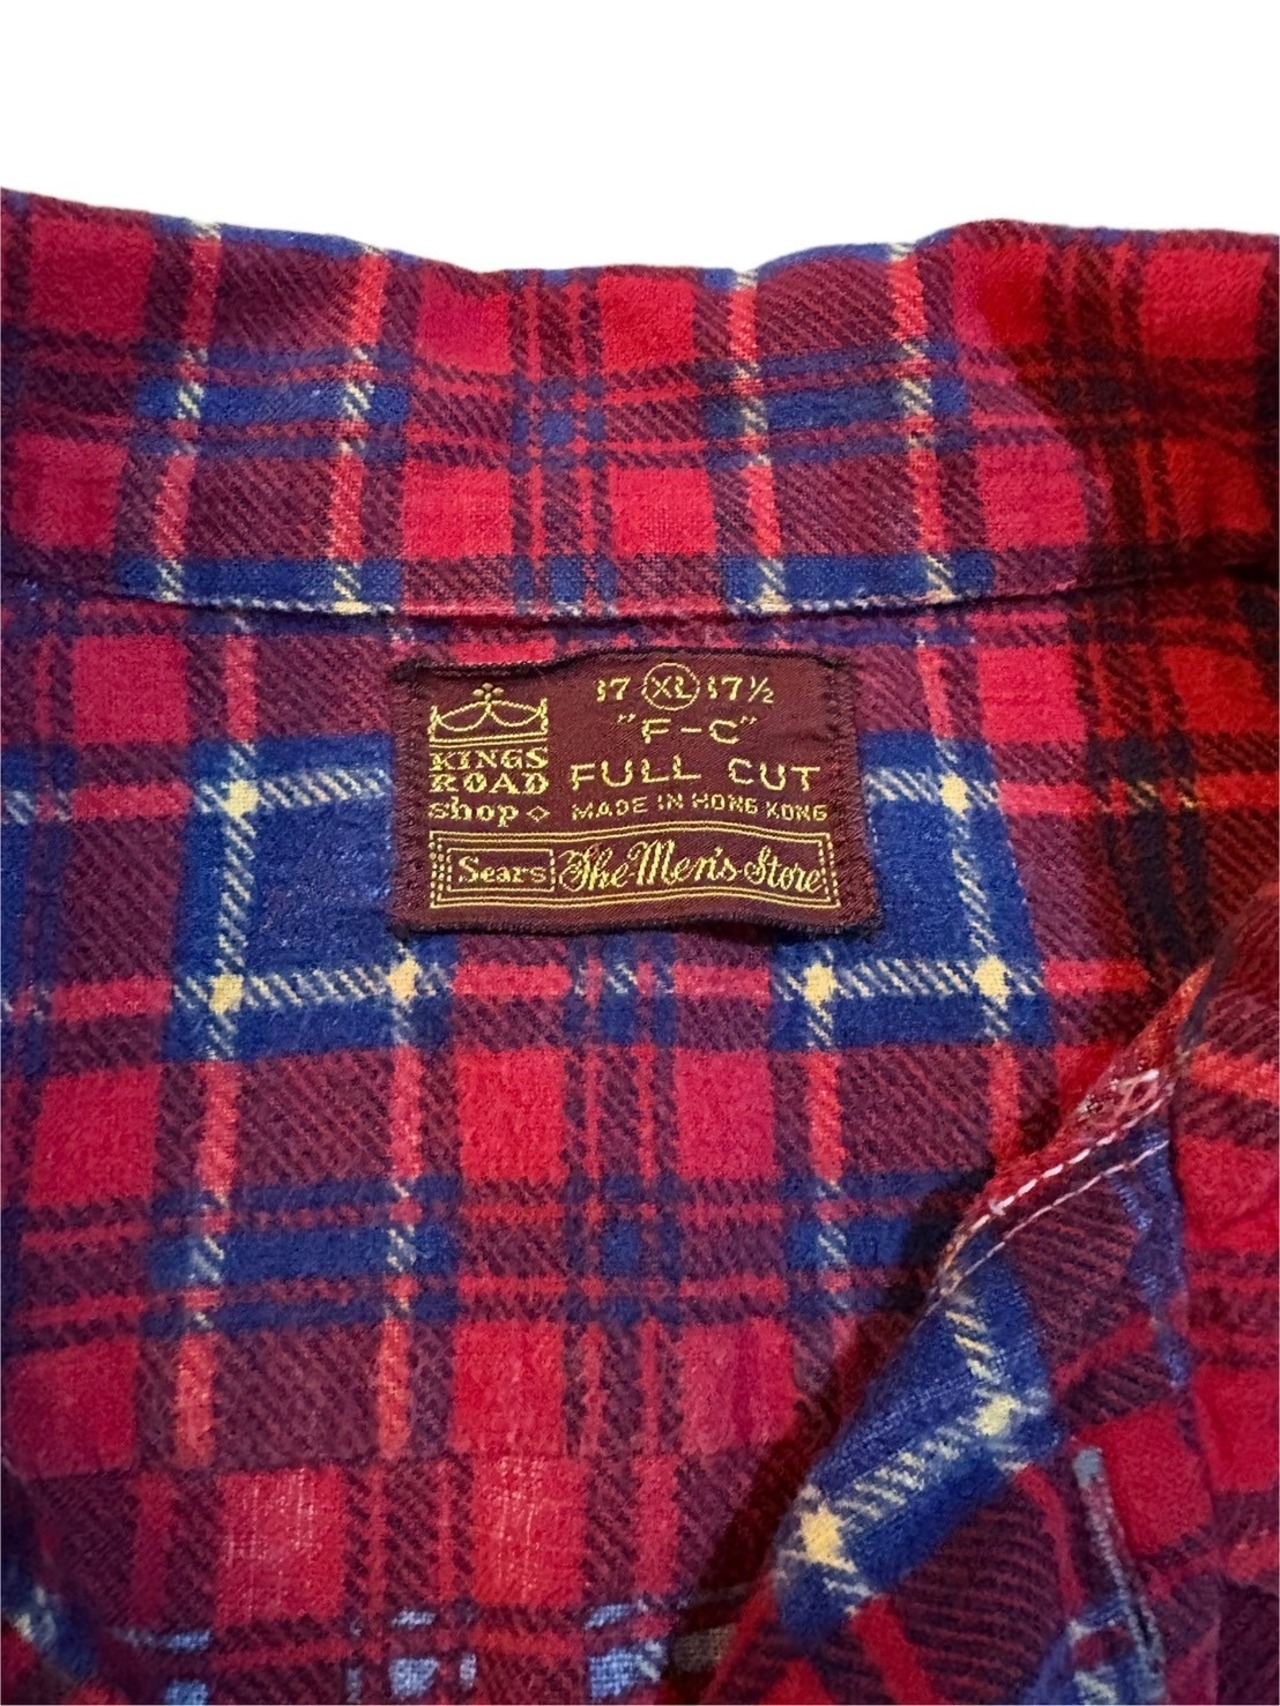 17 XL 17½
"F-C"
FULL CUT
MADE IN HONG KONG
KINGS
ROAD
shop
Sears The Men's Store